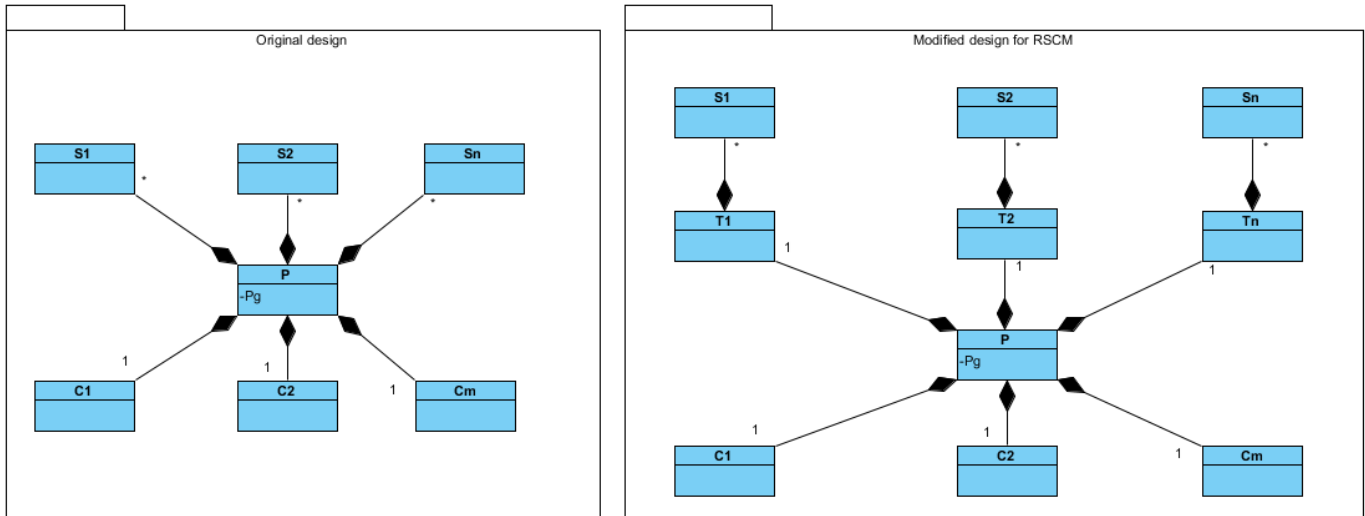 Original design
S1
S2
Sn
*
*
*
P
-Pg
1
1
1
C1
C2
Cm
Modified design for RSCM
S1
S2
Sn
*
*
*
T1
T2
Tn
1
1
1
P
-Pg
1
1
1
C1
C2
Cm